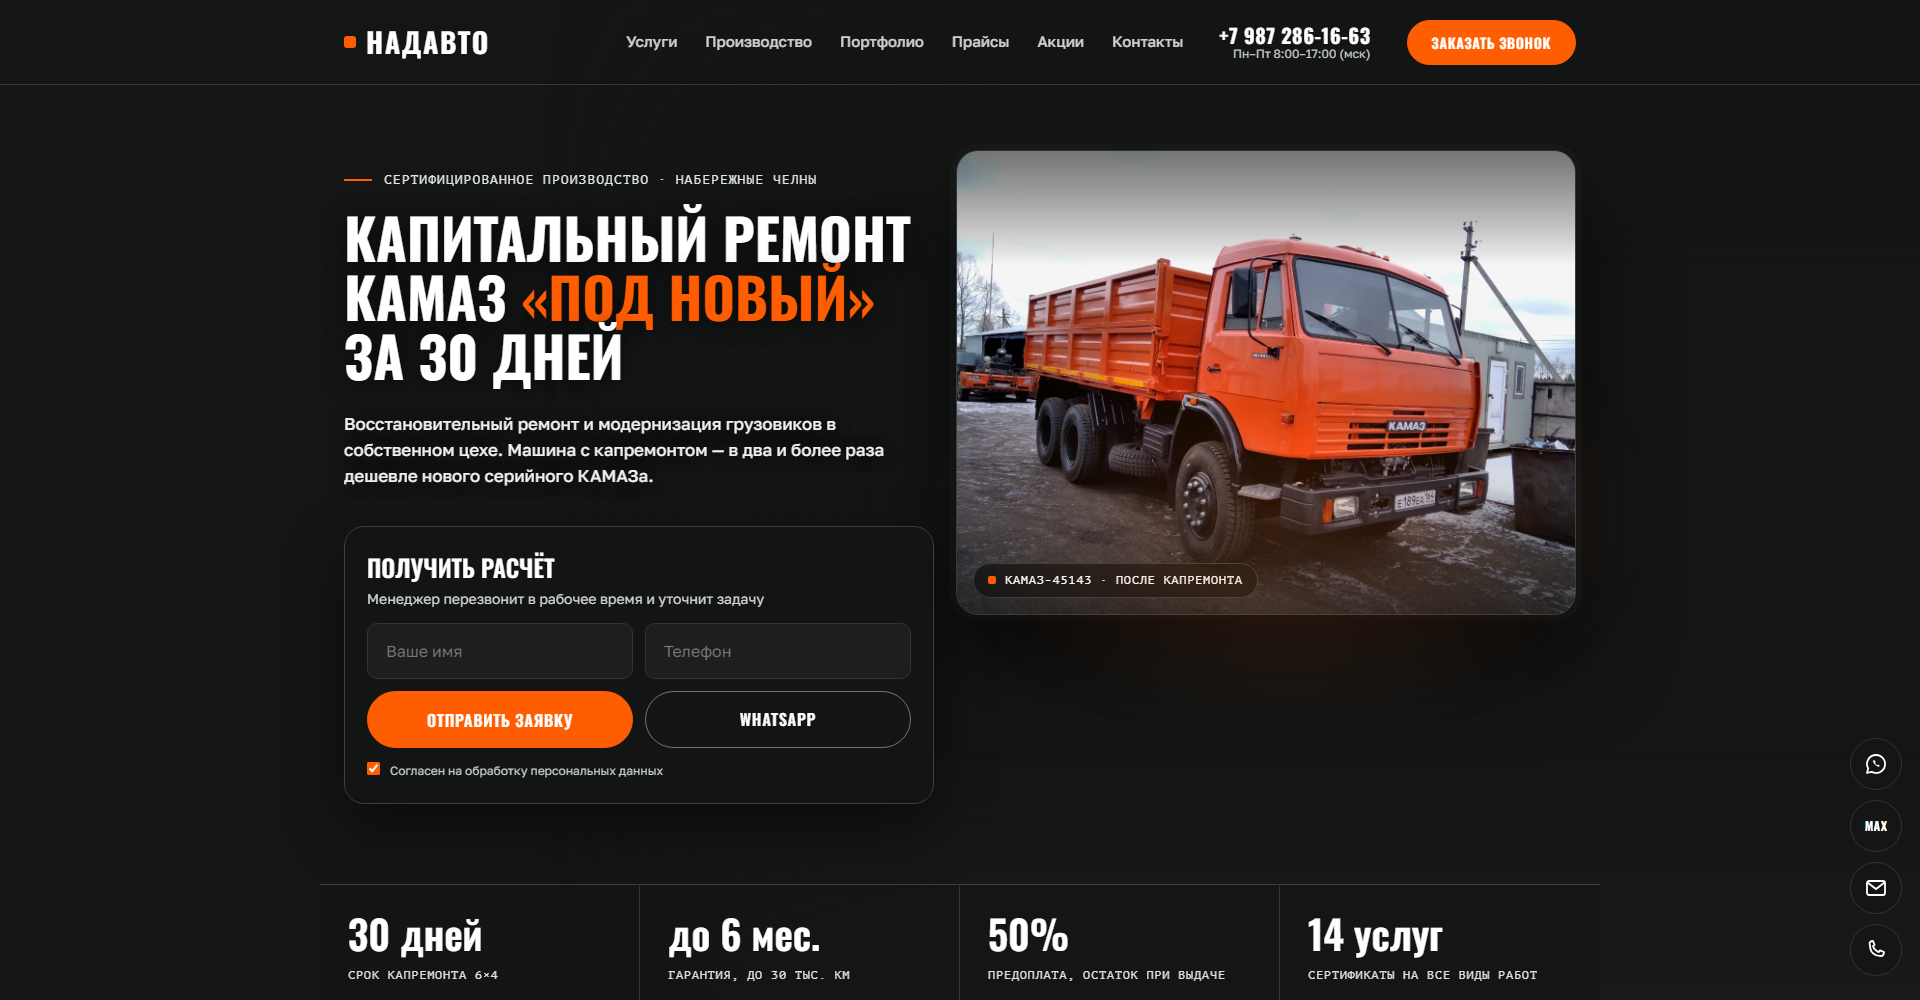 НАДАВТО
Услуги Производство Портфолио Прайсы Акции Контакты
+7 987 286-16-63
Пн–Пт 8:00–17:00 (мск)
ЗАКАЗАТЬ ЗВОНОК
СЕРТИФИЦИРОВАННОЕ ПРОИЗВОДСТВО · НАБЕРЕЖНЫЕ ЧЕЛНЫ
КАПИТАЛЬНЫЙ РЕМОНТ
КАМАЗ «ПОД НОВЫЙ»
ЗА 30 ДНЕЙ
Восстановительный ремонт и модернизация грузовиков в
собственном цехе. Машина с капремонтом — в два и более раза
дешевле нового серийного КАМАЗа.
ПОЛУЧИТЬ РАСЧЁТ
Менеджер перезвонит в рабочее время и уточнит задачу
Ваше имя Телефон
ОТПРАВИТЬ ЗАЯВКУ WHATSAPP
Согласен на обработку персональных данных
КАМАЗ
Е189ЕА 164
КАМАЗ-45143 · ПОСЛЕ КАПРЕМОНТА
MAX
30 дней
СРОК КАПРЕМОНТА 6×4
до 6 мес.
ГАРАНТИЯ, ДО 30 ТЫС. КМ
50%
ПРЕДОПЛАТА, ОСТАТОК ПРИ ВЫДАЧЕ
14 услуг
СЕРТИФИКАТЫ НА ВСЕ ВИДЫ РАБОТ